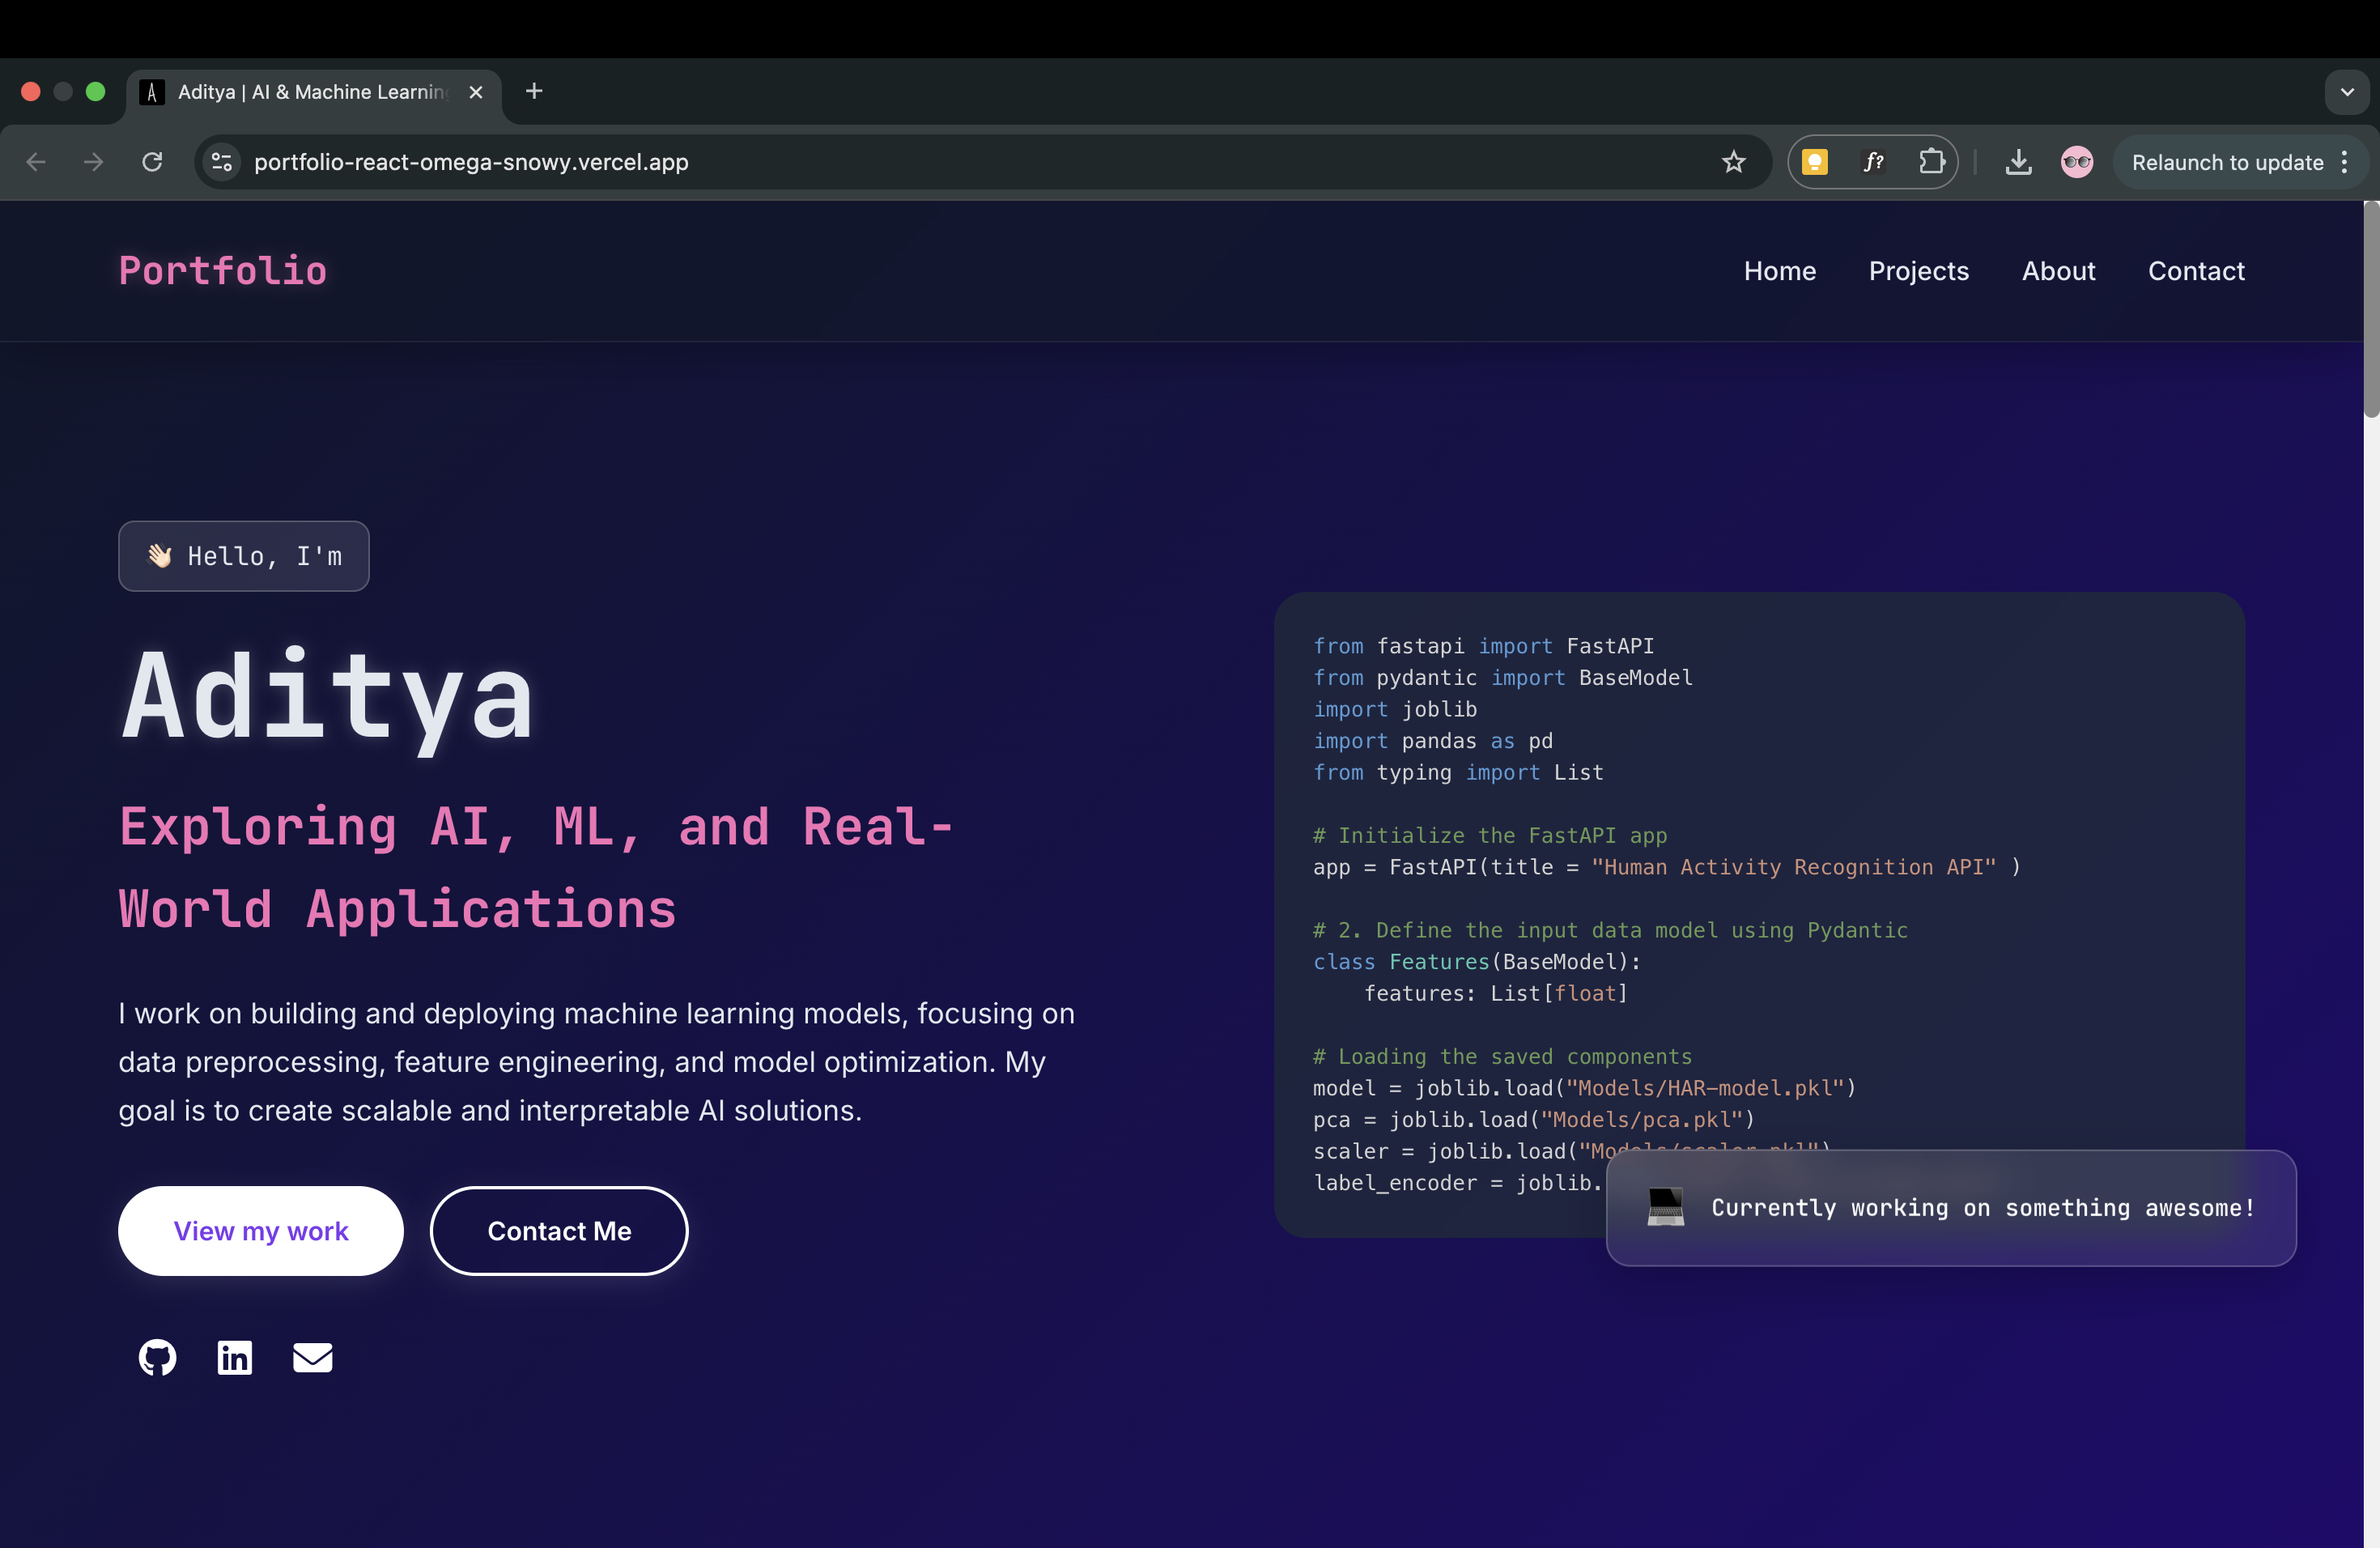 Aditya | AI & Machine Learning
portfolio-react-omega-snowy.vercel.app
f?
Relaunch to update
Portfolio
Home Projects About Contact
👋🏻 Hello, I'm
Aditya
Exploring AI, ML, and Real-
World Applications
I work on building and deploying machine learning models, focusing on
data preprocessing, feature engineering, and model optimization. My
goal is to create scalable and interpretable AI solutions.
View my work Contact Me
in
from fastapi import FastAPI
from pydantic import BaseModel
import joblib
import pandas as pd
from typing import List
# Initialize the FastAPI app
app = FastAPI(title = "Human Activity Recognition API" )
# 2. Define the input data model using Pydantic
class Features(BaseModel):
    features: List[float]
# Loading the saved components
model = joblib.load("Models/HAR-model.pkl")
pca = joblib.load("Models/pca.pkl")
scaler = joblib.load("Models/scaler.pkl")
label_encoder = joblib.
💻 Currently working on something awesome!